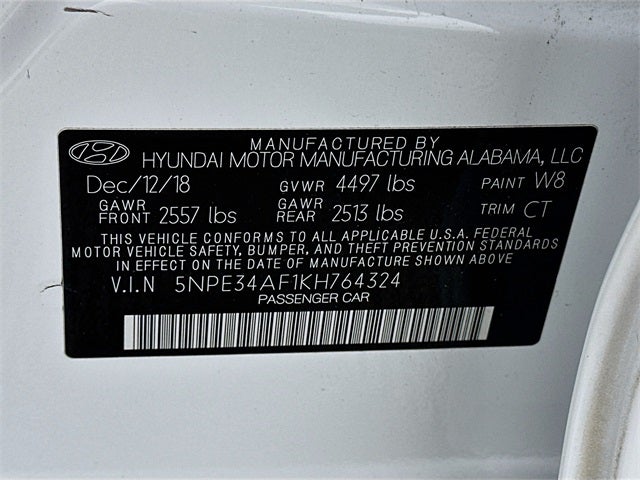 MANUFACTURED BY
HYUNDAI MOTOR MANUFACTURING ALABAMA, LLC
Dec/12/18 GVWR 4497 lbs PAINT W8
GAWR FRONT 2557 lbs GAWR REAR 2513 lbs TRIM CT
THIS VEHICLE CONFORMS TO ALL APPLICABLE U.S.A. FEDERAL
MOTOR VEHICLE SAFETY, BUMPER, AND THEFT PREVENTION STANDARDS
IN EFFECT ON THE DATE OF MANUFACTURE SHOWN ABOVE
V.I.N 5NPE34AF1KH764324
PASSENGER CAR